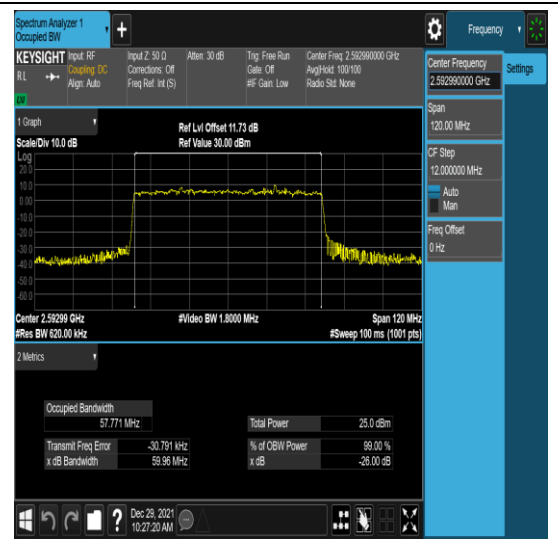 Spectrum Analyzer 1
Occupied BW
Frequency
KEYSIGHT
RL
Input: RF
Coupling: DC
Align: Auto
Input Z: 50 Ω
Corrections: Off
Freq Ref: Int (S)
Atten: 30 dB
Trig: Free Run
Gate: Off
#IF Gain: Low
Center Freq: 2.592990000 GHz
Avg|Hold: 100/100
Radio Std: None
1 Graph
Scale/Div 10.0 dB
Ref Lvl Offset 11.73 dB
Ref Value 30.00 dBm
Log
20.0
10.0
0.00
-10.0
-20.0
-30.0
-40.0
-50.0
-60.0
Center 2.59299 GHz
#Video BW 1.8000 MHz
Span 120 MHz
#Res BW 620.00 kHz
#Sweep 100 ms (1001 pts)
2 Metrics
Occupied Bandwidth
57.771 MHz
Total Power 25.0 dBm
Transmit Freq Error -30.791 kHz
% of OBW Power 99.00 %
x dB Bandwidth 59.96 MHz
x dB -26.00 dB
Dec 29, 2021
10:27:20 AM
Center Frequency
2.592990000 GHz
Settings
Span
120.00 MHz
CF Step
12.000000 MHz
Auto
Man
Freq Offset
0 Hz